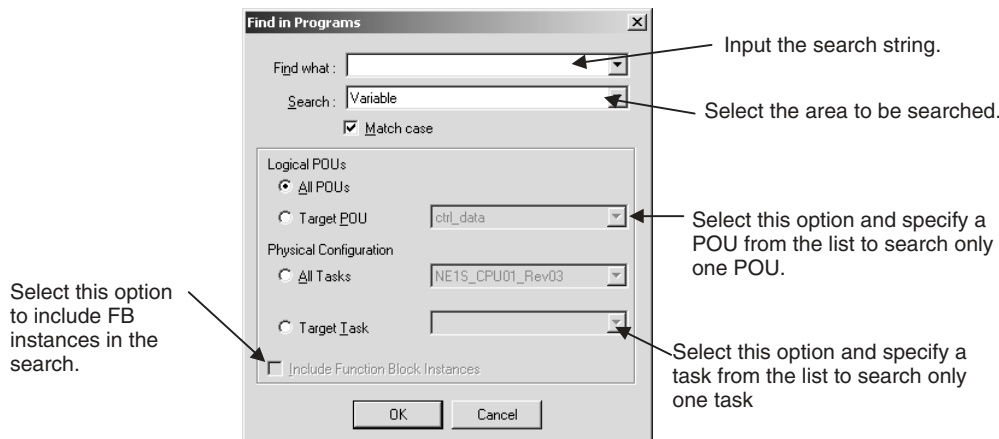 Find in Programs
Find what :
Input the search string.
Search : Variable
Select the area to be searched.
Match case
Logical POUs
All POUs
Target POU ctrl_data
Select this option and specify a
POU from the list to search only
one POU.
Physical Configuration
All Tasks NE1S_CPU01_Rev03
Select this option
to include FB
instances in the
search.
Target Task
Select this option and specify a
task from the list to search only
one task
Include Function Block Instances
OK Cancel